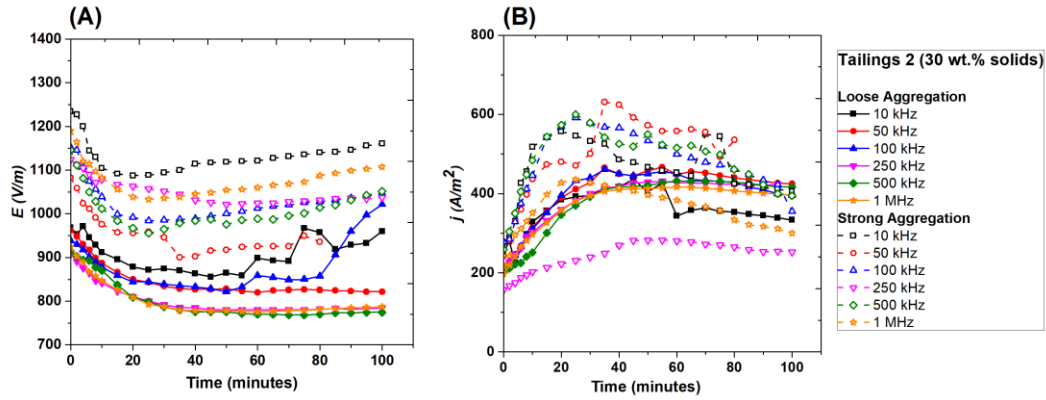 (A)
1400
1300
1200
1100
1000
900
800
700
E (V/m)
0 20 40 60 80 100
Time (minutes)
(B)
800
600
400
200
0
j (A/m²)
0 20 40 60 80 100
Time (minutes)
Tailings 2 (30 wt.% solids)
Loose Aggregation
10 kHz
50 kHz
100 kHz
250 kHz
500 kHz
1 MHz
Strong Aggregation
10 kHz
50 kHz
100 kHz
250 kHz
500 kHz
1 MHz